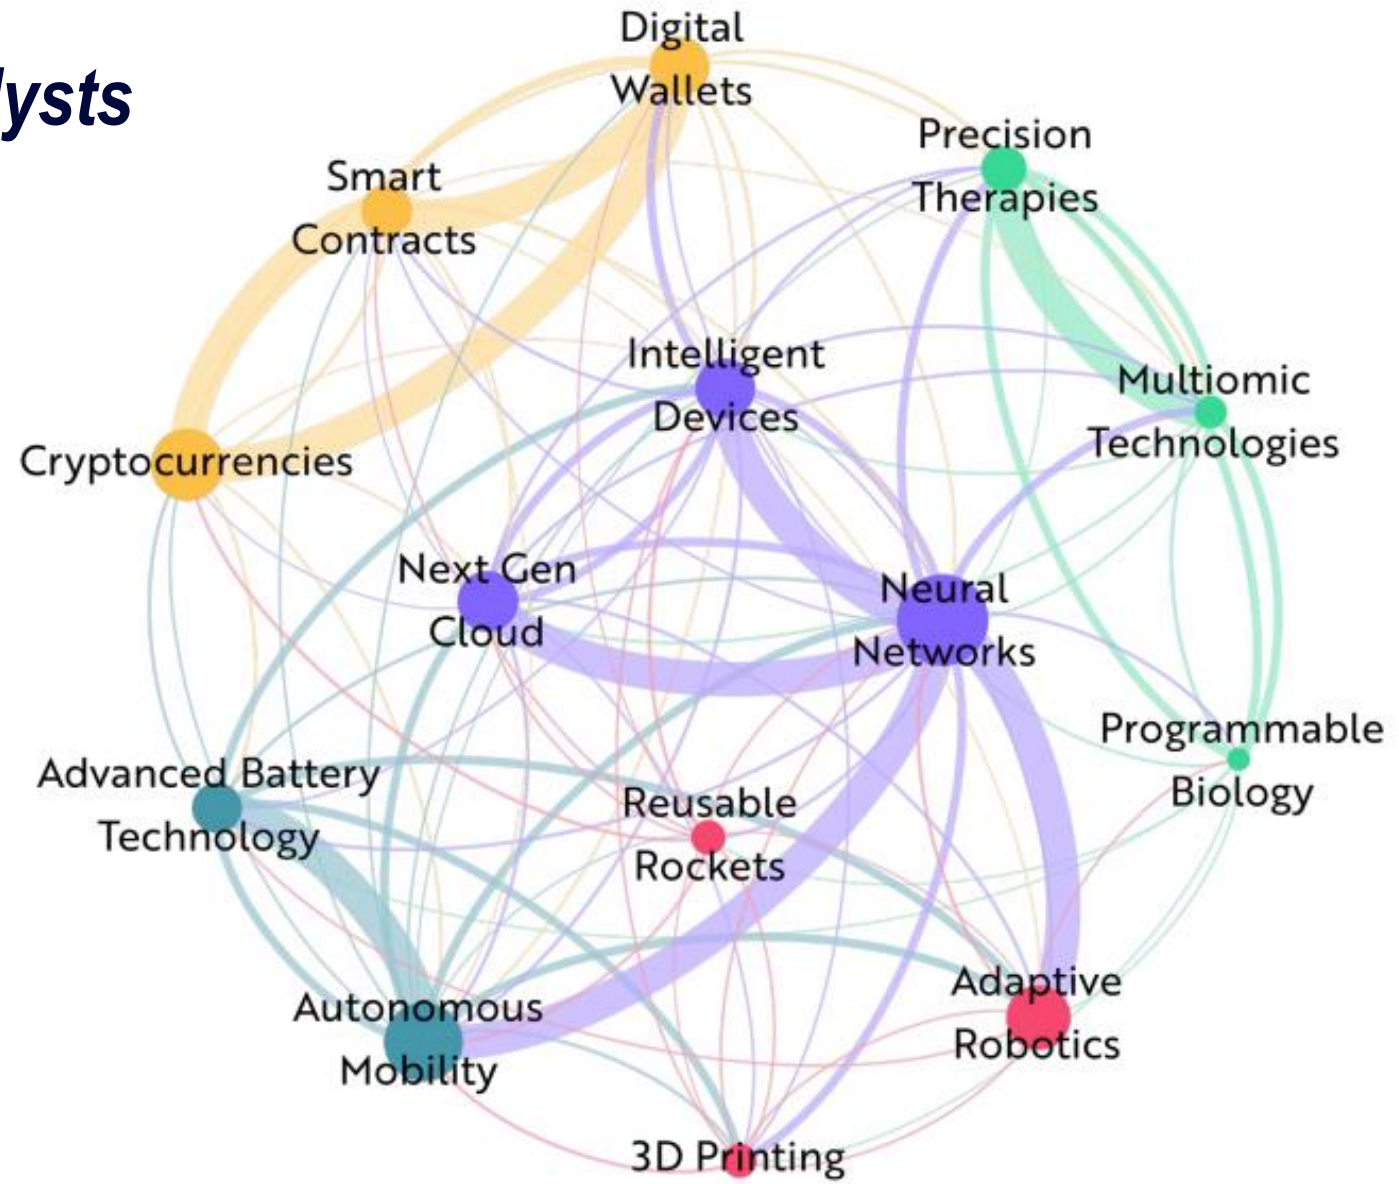 lysts
Digital
Wallets
Precision
Therapies
Smart
Contracts
Intelligent
Devices
Multiomic
Technologies
Cryptocurrencies
Next Gen
Cloud
Neural
Networks
Programmable
Biology
Advanced Battery
Technology
Reusable
Rockets
Autonomous
Mobility
Adaptive
Robotics
3D Printing